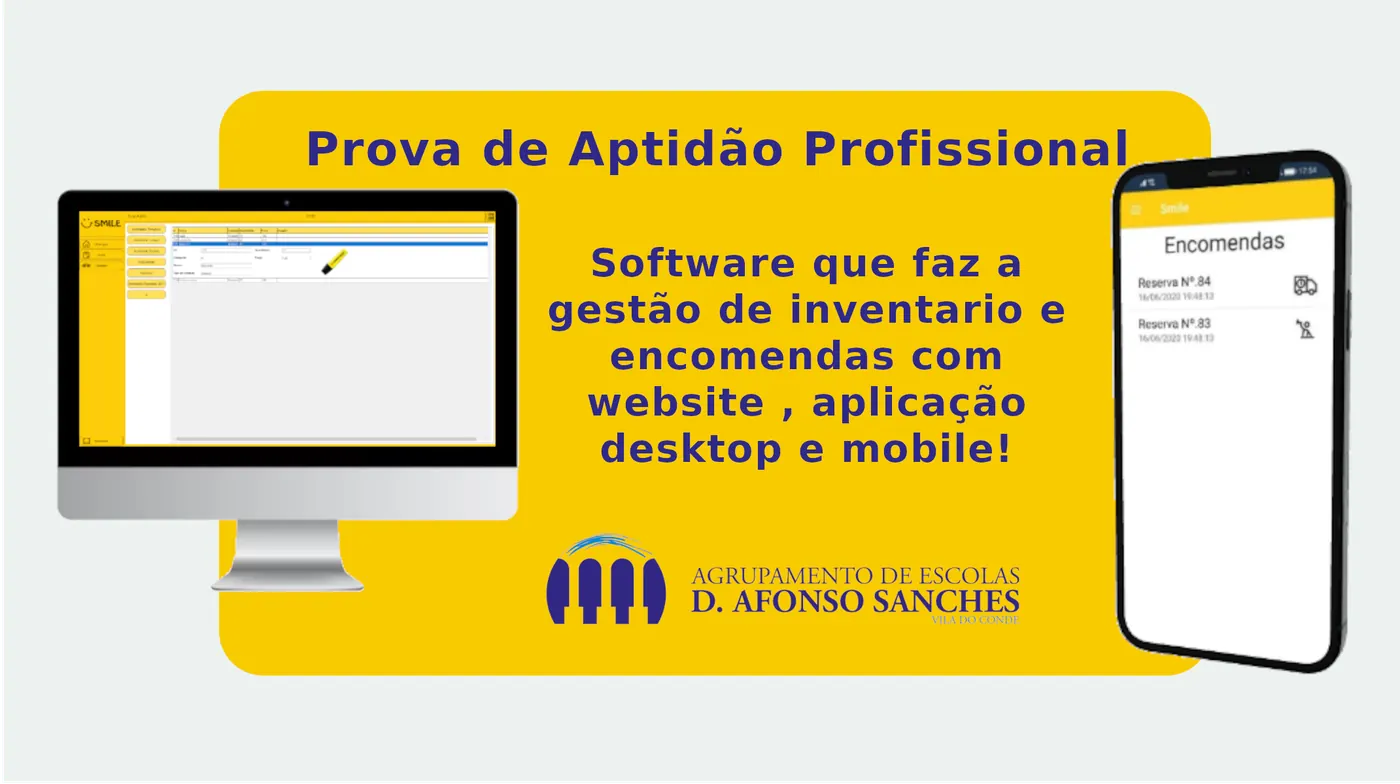 Prova de Aptidão Profissional
Software que faz a
gestão de inventario e
encomendas com
website , aplicação
desktop e mobile!
AGRUPAMENTO DE ESCOLAS
D. AFONSO SANCHES
VILA DO CONDE
SMILE
17:54
Smile
Encomendas
Reserva Nº.84
16/06/2020 19:48:13
Reserva Nº.83
16/06/2020 19:48:13